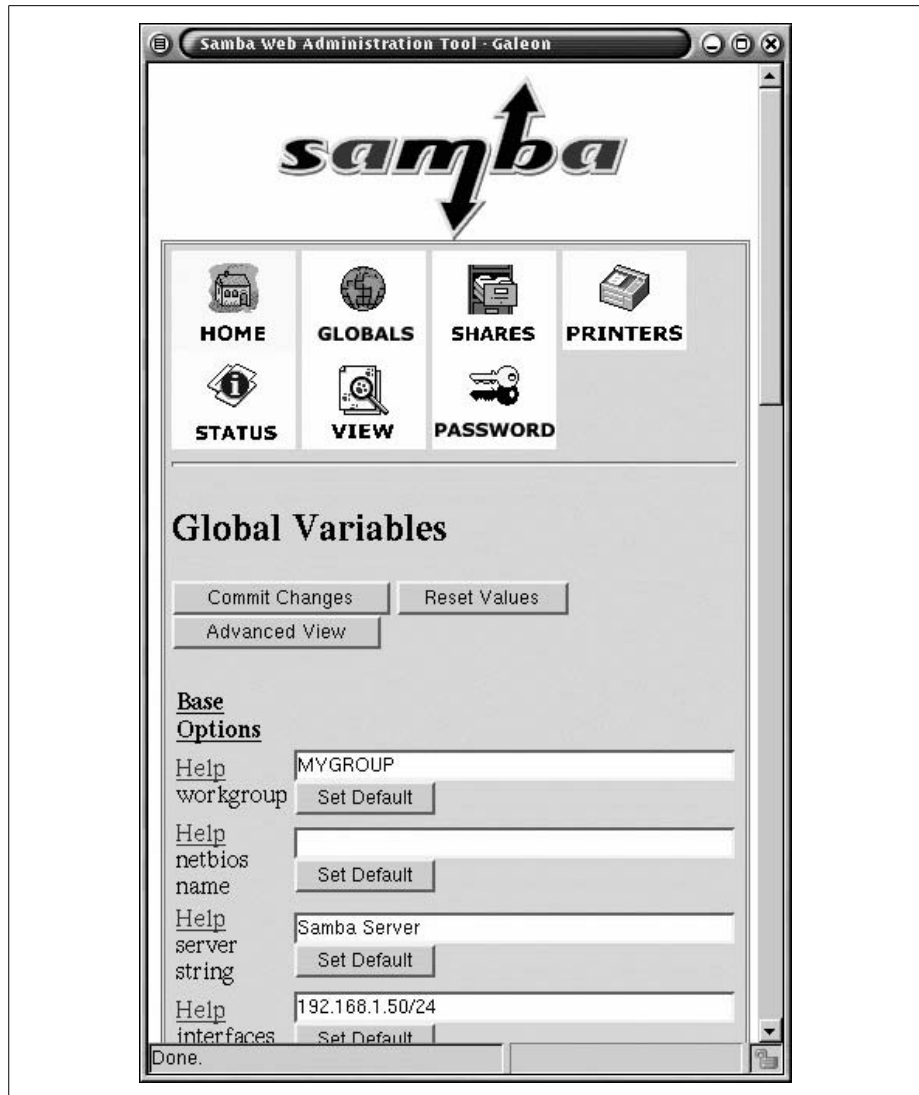 Samba Web Administration Tool - Galeon
samba
HOME GLOBALS SHARES PRINTERS
STATUS VIEW PASSWORD
Global Variables
Commit Changes Reset Values
Advanced View
Base
Options
Help
workgroup
MYGROUP
Set Default
Help
netbios
name
Set Default
Help
server
string
Samba Server
Set Default
Help
interfaces
192.168.1.50/24
Set Default
Done.